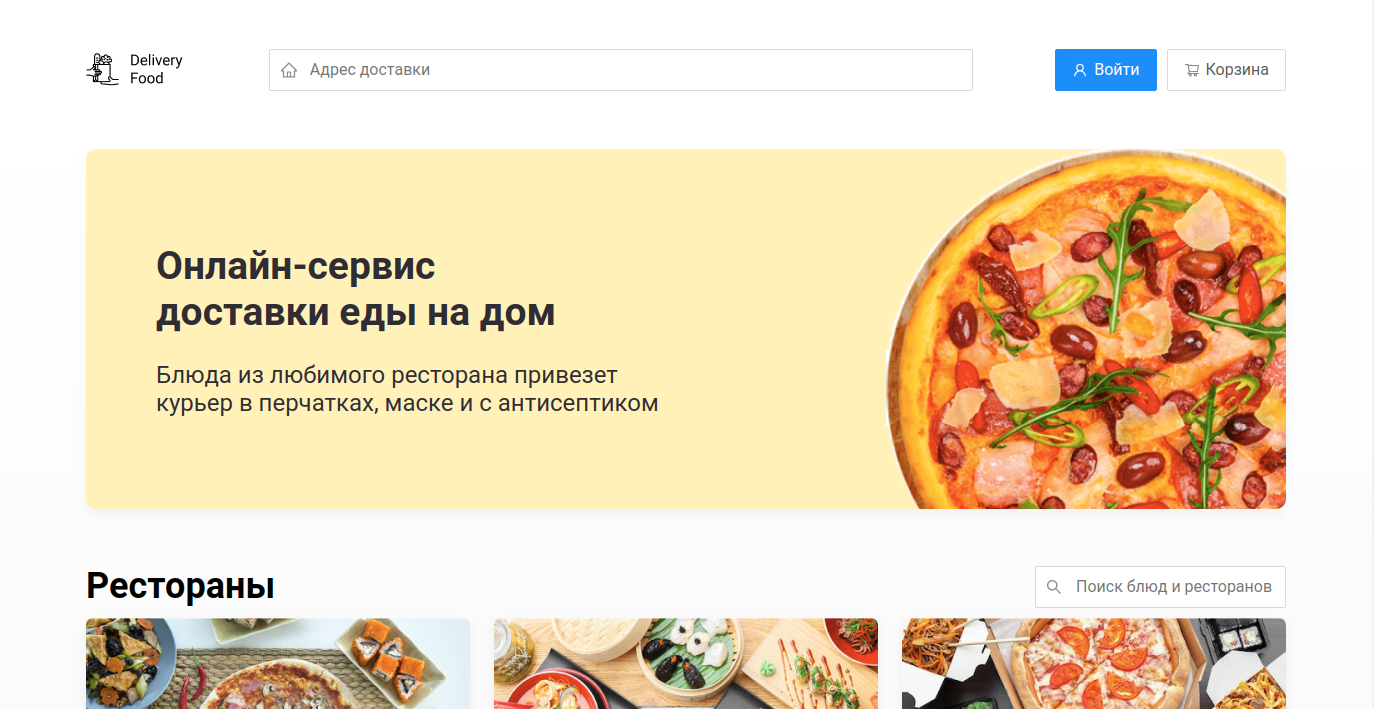 Delivery
Food
Адрес доставки
Войти
Корзина
Онлайн-сервис
доставки еды на дом
Блюда из любимого ресторана привезет
курьер в перчатках, маске и с антисептиком
Рестораны
Поиск блюд и ресторанов